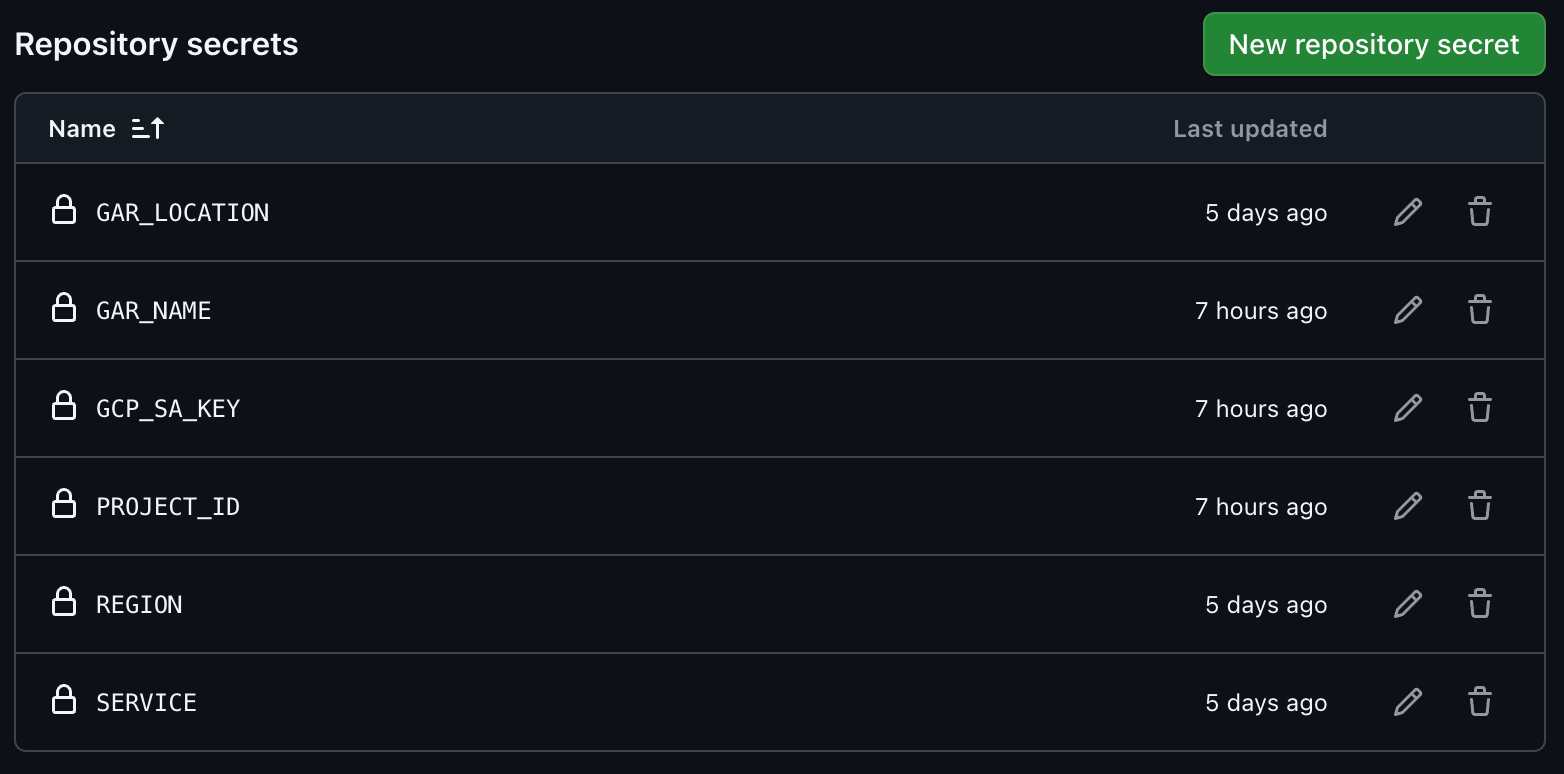 Repository secrets
New repository secret
Name
Last updated
GAR_LOCATION
5 days ago
GAR_NAME
7 hours ago
GCP_SA_KEY
7 hours ago
PROJECT_ID
7 hours ago
REGION
5 days ago
SERVICE
5 days ago